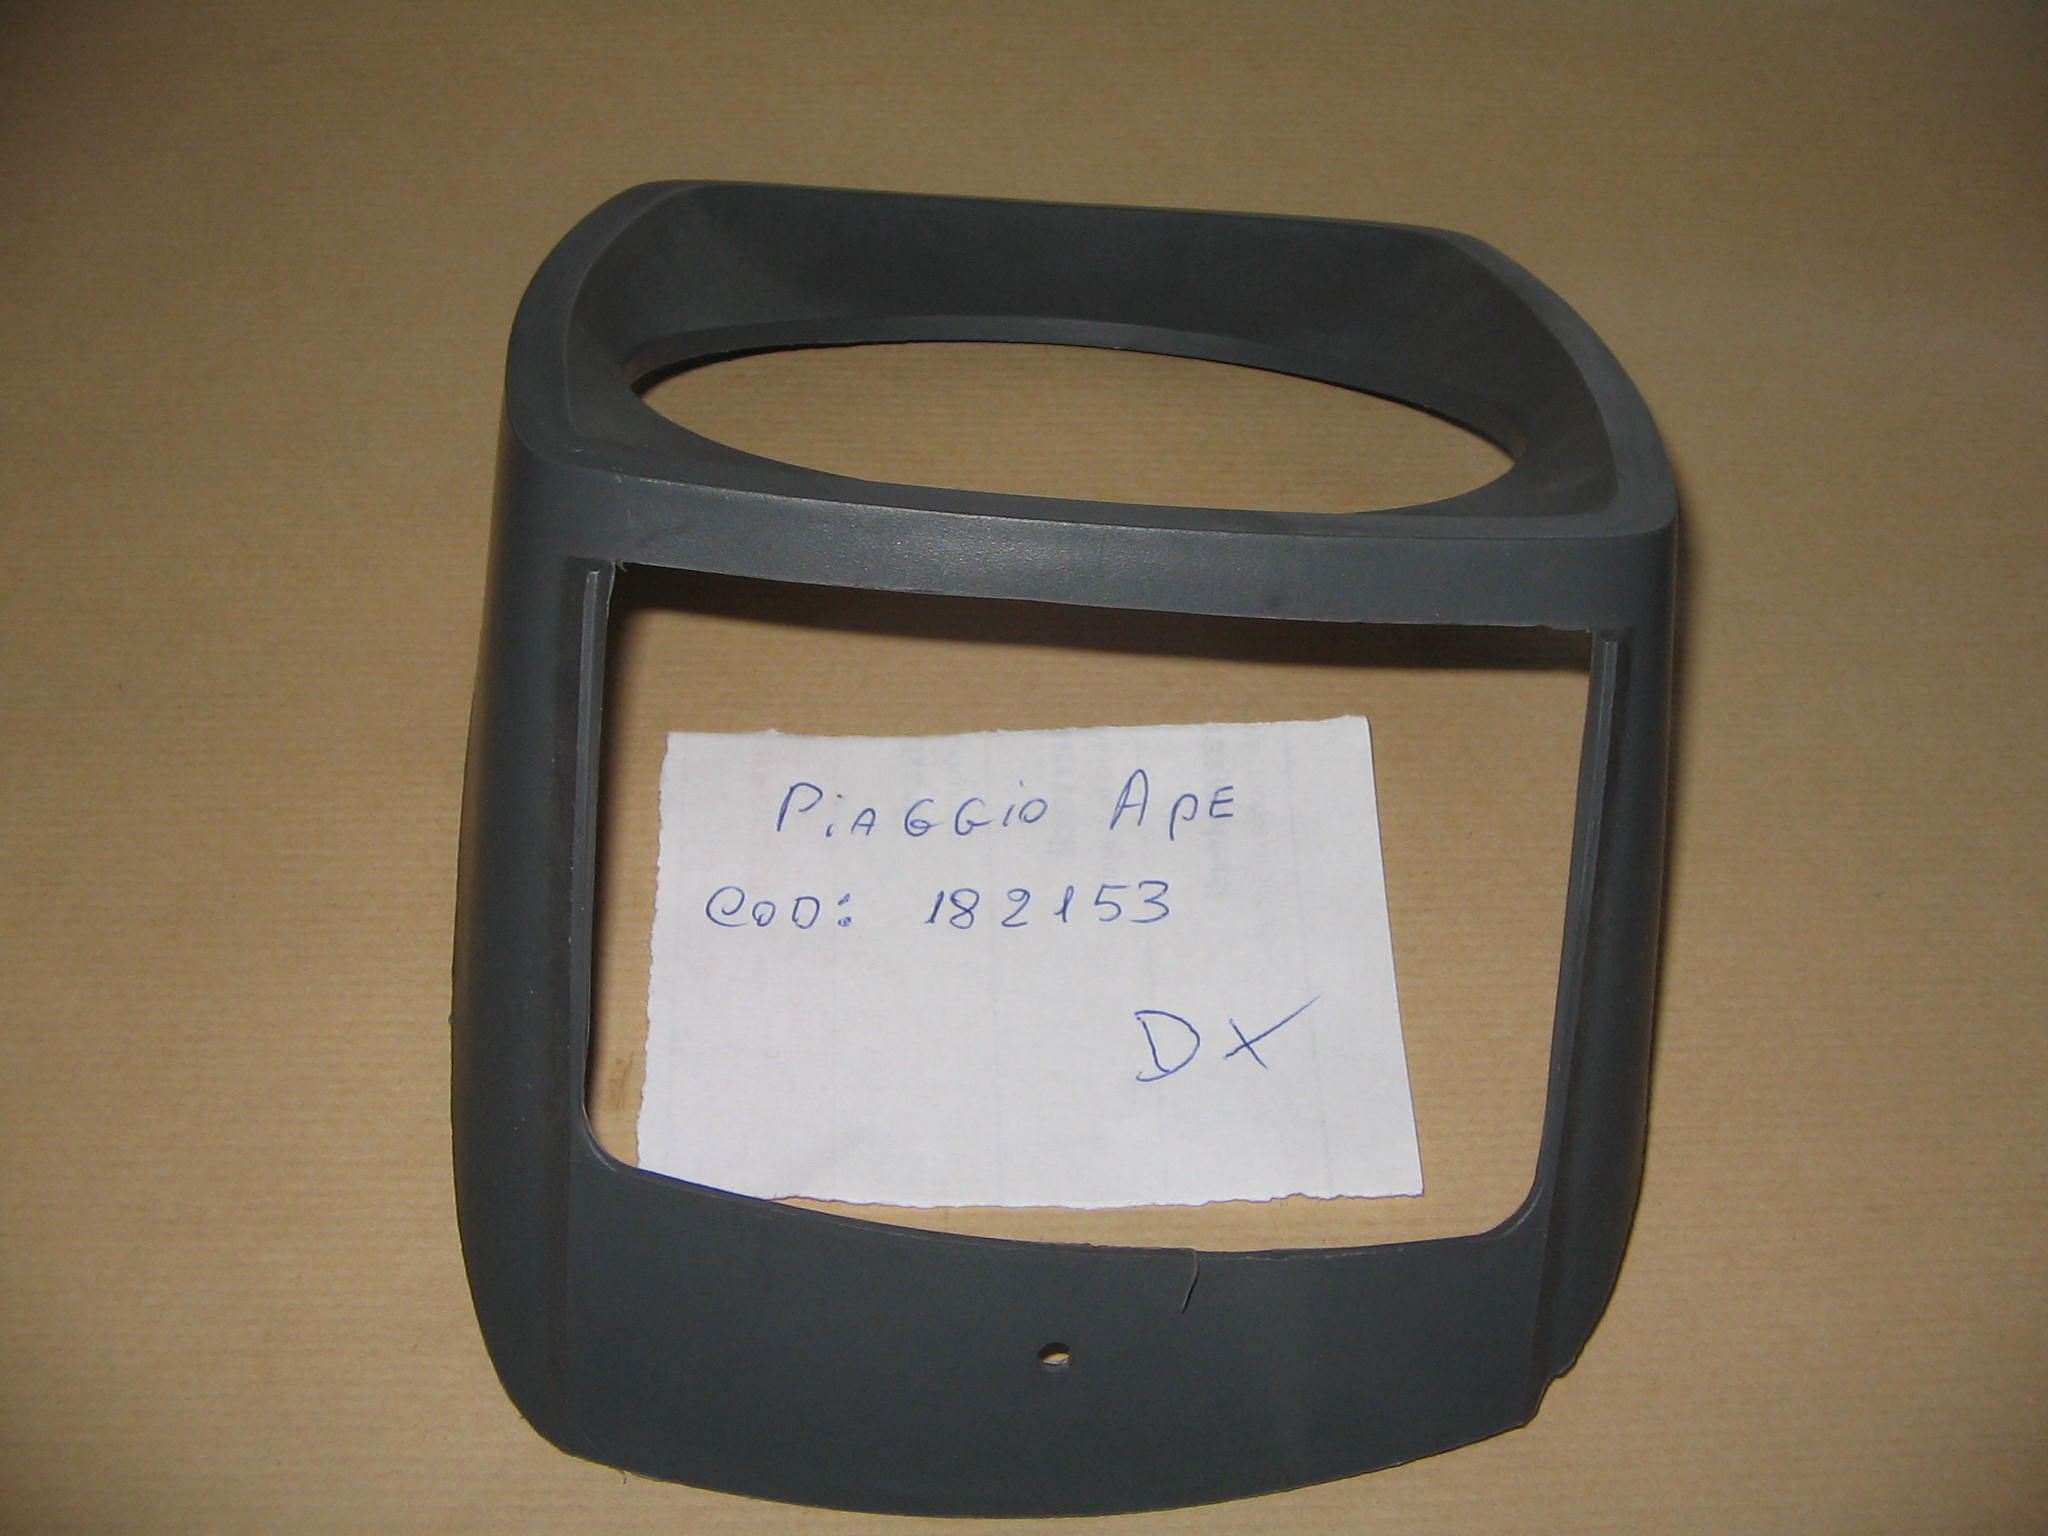 PiAGGiO ApE
COD: 182153
DX